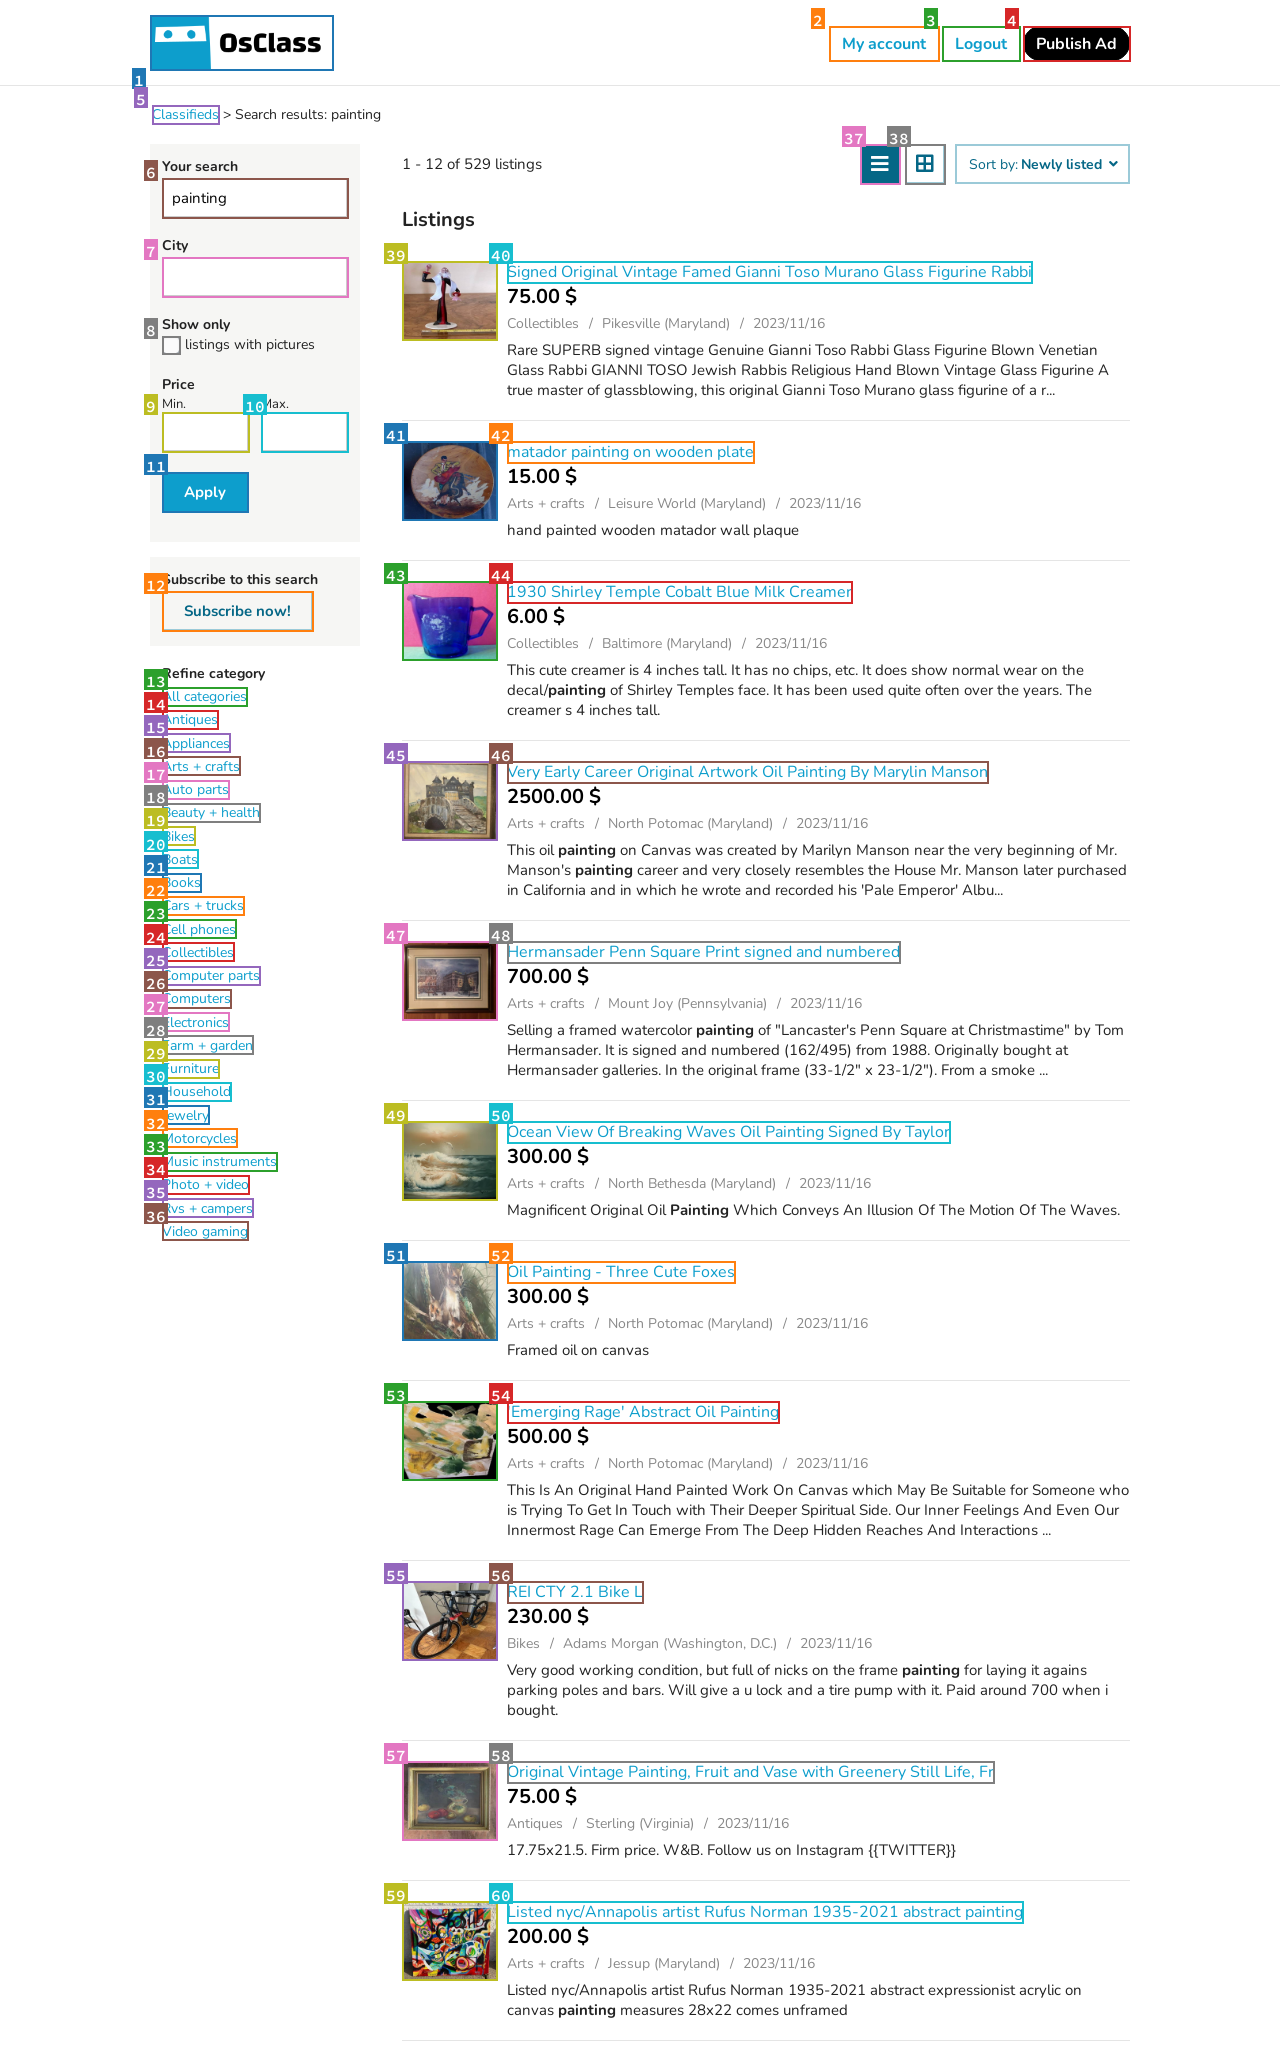 OsClass
1
2
My account
3
Logout
4
Publish Ad
5
Classifieds > Search results: painting
6
Your search
painting
7
City
8
Show only
listings with pictures
Price
9
Min.
10
Max.
11
Apply
12
Subscribe to this search
Subscribe now!
Refine category
13
All categories
14
Antiques
15
Appliances
16
Arts + crafts
17
Auto parts
18
Beauty + health
19
Bikes
20
Boats
21
Books
22
Cars + trucks
23
Cell phones
24
Collectibles
25
Computer parts
26
Computers
27
Electronics
28
Farm + garden
29
Furniture
30
Household
31
Jewelry
32
Motorcycles
33
Music instruments
34
Photo + video
35
Rvs + campers
36
Video gaming
1 - 12 of 529 listings
37
38
Sort by: Newly listed
Listings
39
40
Signed Original Vintage Famed Gianni Toso Murano Glass Figurine Rabbi
75.00 $
Collectibles / Pikesville (Maryland) / 2023/11/16
Rare SUPERB signed vintage Genuine Gianni Toso Rabbi Glass Figurine Blown Venetian
Glass Rabbi GIANNI TOSO Jewish Rabbis Religious Hand Blown Vintage Glass Figurine A
true master of glassblowing, this original Gianni Toso Murano glass figurine of a r...
41
42
matador painting on wooden plate
15.00 $
Arts + crafts / Leisure World (Maryland) / 2023/11/16
hand painted wooden matador wall plaque
43
44
1930 Shirley Temple Cobalt Blue Milk Creamer
6.00 $
Collectibles / Baltimore (Maryland) / 2023/11/16
This cute creamer is 4 inches tall. It has no chips, etc. It does show normal wear on the
decal/painting of Shirley Temples face. It has been used quite often over the years. The
creamer s 4 inches tall.
45
46
Very Early Career Original Artwork Oil Painting By Marylin Manson
2500.00 $
Arts + crafts / North Potomac (Maryland) / 2023/11/16
This oil painting on Canvas was created by Marilyn Manson near the very beginning of Mr.
Manson's painting career and very closely resembles the House Mr. Manson later purchased
in California and in which he wrote and recorded his 'Pale Emperor' Albu...
47
48
Hermansader Penn Square Print signed and numbered
700.00 $
Arts + crafts / Mount Joy (Pennsylvania) / 2023/11/16
Selling a framed watercolor painting of "Lancaster's Penn Square at Christmastime" by Tom
Hermansader. It is signed and numbered (162/495) from 1988. Originally bought at
Hermansader galleries. In the original frame (33-1/2" x 23-1/2"). From a smoke ...
49
50
Ocean View Of Breaking Waves Oil Painting Signed By Taylor
300.00 $
Arts + crafts / North Bethesda (Maryland) / 2023/11/16
Magnificent Original Oil Painting Which Conveys An Illusion Of The Motion Of The Waves.
51
52
Oil Painting - Three Cute Foxes
300.00 $
Arts + crafts / North Potomac (Maryland) / 2023/11/16
Framed oil on canvas
53
54
'Emerging Rage' Abstract Oil Painting
500.00 $
Arts + crafts / North Potomac (Maryland) / 2023/11/16
This Is An Original Hand Painted Work On Canvas which May Be Suitable for Someone who
is Trying To Get In Touch with Their Deeper Spiritual Side. Our Inner Feelings And Even Our
Innermost Rage Can Emerge From The Deep Hidden Reaches And Interactions ...
55
56
REI CTY 2.1 Bike L
230.00 $
Bikes / Adams Morgan (Washington, D.C.) / 2023/11/16
Very good working condition, but full of nicks on the frame painting for laying it agains
parking poles and bars. Will give a u lock and a tire pump with it. Paid around 700 when i
bought.
57
58
Original Vintage Painting, Fruit and Vase with Greenery Still Life, Fr
75.00 $
Antiques / Sterling (Virginia) / 2023/11/16
17.75x21.5. Firm price. W&B. Follow us on Instagram {{TWITTER}}
59
60
Listed nyc/Annapolis artist Rufus Norman 1935-2021 abstract painting
200.00 $
Arts + crafts / Jessup (Maryland) / 2023/11/16
Listed nyc/Annapolis artist Rufus Norman 1935-2021 abstract expressionist acrylic on
canvas painting measures 28x22 comes unframed